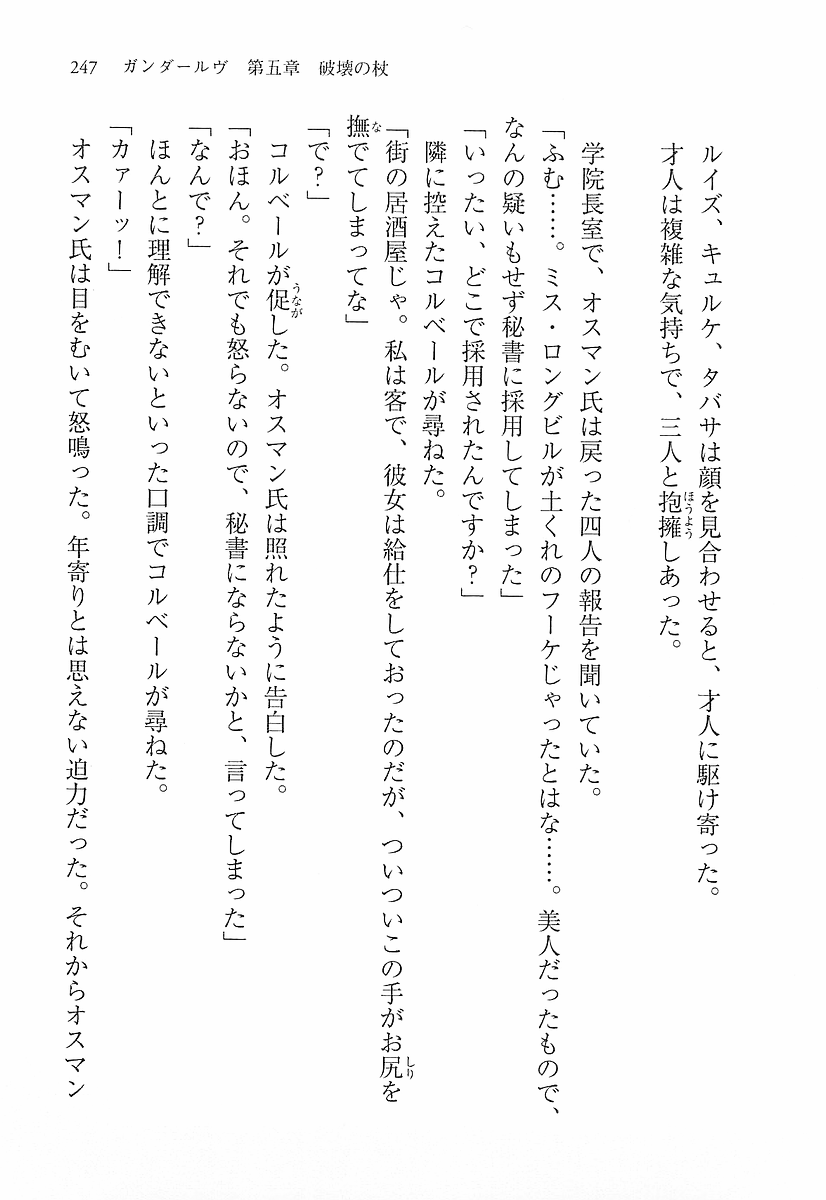 247 ガンダールヴ 第五章 破壊の杖
ルイズ、キュルケ、タバサは顔を見合わせると、才人に駆け寄った。
才人は複雑な気持ちで、三人と抱擁しあった。
学院長室で、オスマン氏は戻った四人の報告を聞いていた。
「ふむ……。ミス・ロングビルが土くれのフーケじゃったとはな……。美人だったもので、
なんの疑いもせず秘書に採用してしまった」
「いったい、どこで採用されたんですか？」
隣に控えたコルベールが尋ねた。
「街の居酒屋じゃ。私は客で、彼女は給仕をしておったのだが、ついついこの手がお尻を
撫でてしまってな」
「で？」
コルベールが促した。オスマン氏は照れたように告白した。
「おほん。それでも怒らないので、秘書にならないかと、言ってしまった」
「なんで？」
ほんとに理解できないといった口調でコルベールが尋ねた。
「カァーッ！」
オスマン氏は目をむいて怒鳴った。年寄りとは思えない迫力だった。それからオスマン